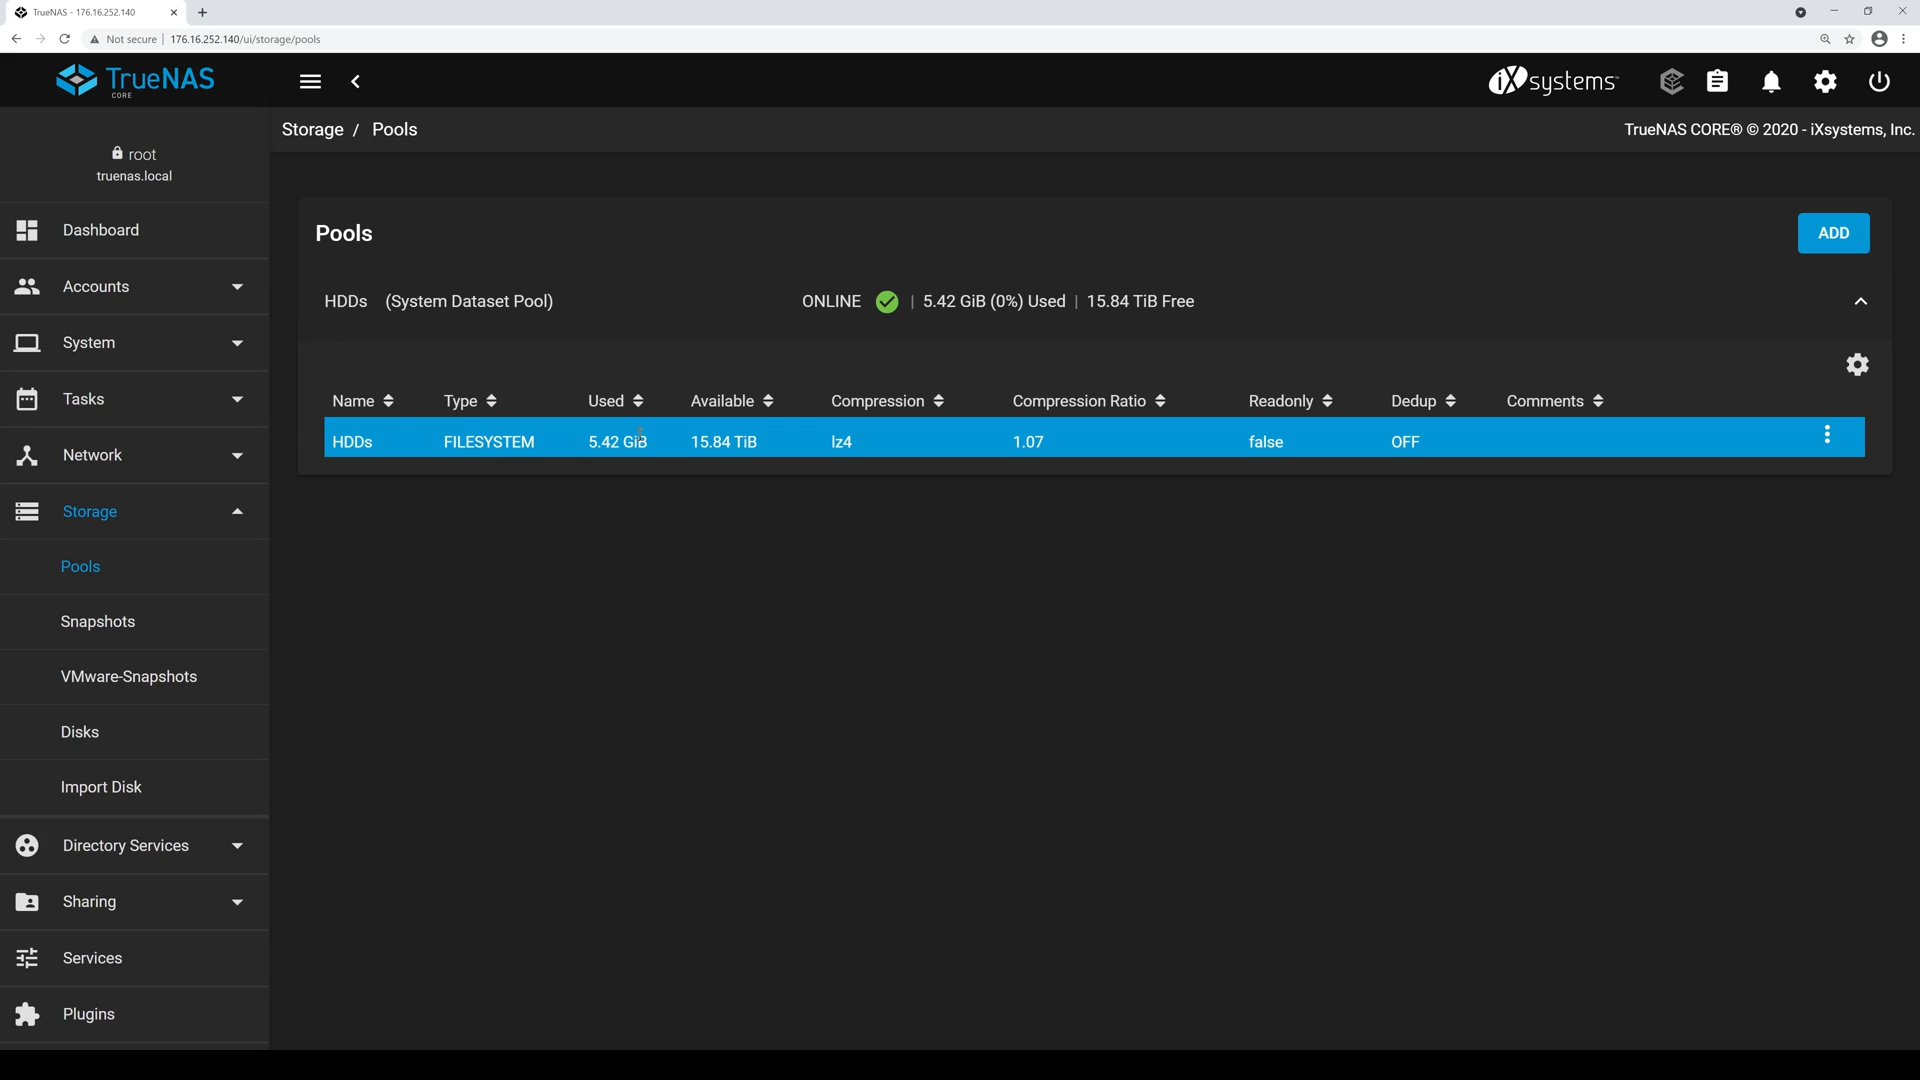 TrueNAS - 176.16.252.140
Not secure | 176.16.252.140/ui/storage/pools
TrueNAS
CORE
iXsystems™
Storage / Pools
TrueNAS CORE® © 2020 - iXsystems, Inc.
root
truenas.local
Dashboard
Accounts
System
Tasks
Network
Storage
Pools
Snapshots
VMware-Snapshots
Disks
Import Disk
Directory Services
Sharing
Services
Plugins
Pools
ADD
HDDs (System Dataset Pool) ONLINE | 5.42 GiB (0%) Used | 15.84 TiB Free
Name Type Used Available Compression Compression Ratio Readonly Dedup Comments
HDDs FILESYSTEM 5.42 GiB 15.84 TiB lz4 1.07 false OFF